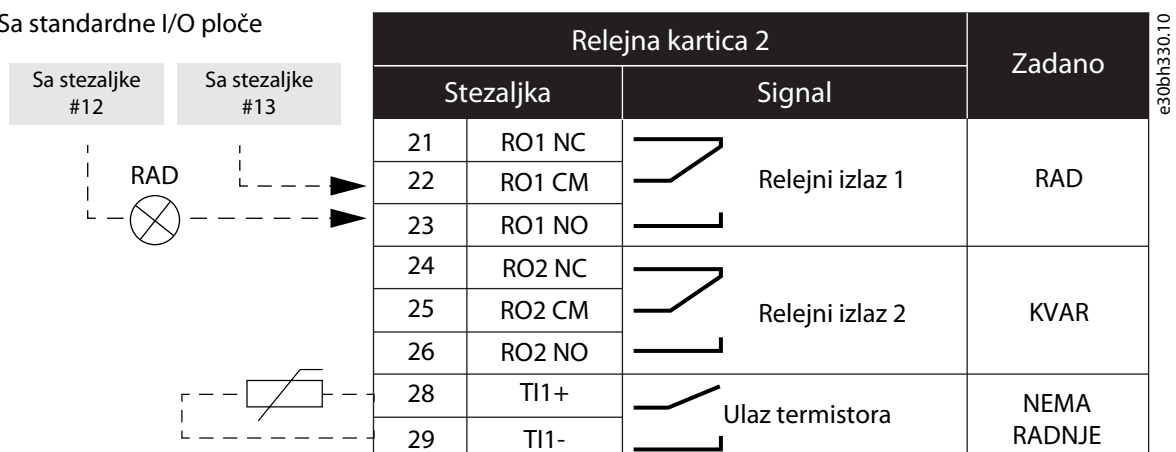 Sa standardne I/O ploče
Sa stezaljke
#12
Sa stezaljke
#13
RAD
Relejna kartica 2
Zadano
Stezaljka
Signal
21 RO1 NC
22 RO1 CM
23 RO1 NO
Relejni izlaz 1
RAD
24 RO2 NC
25 RO2 CM
26 RO2 NO
Relejni izlaz 2
KVAR
28 TI1+
29 TI1-
Ulaz termistora
NEMA
RADNJE
e30bh330.10